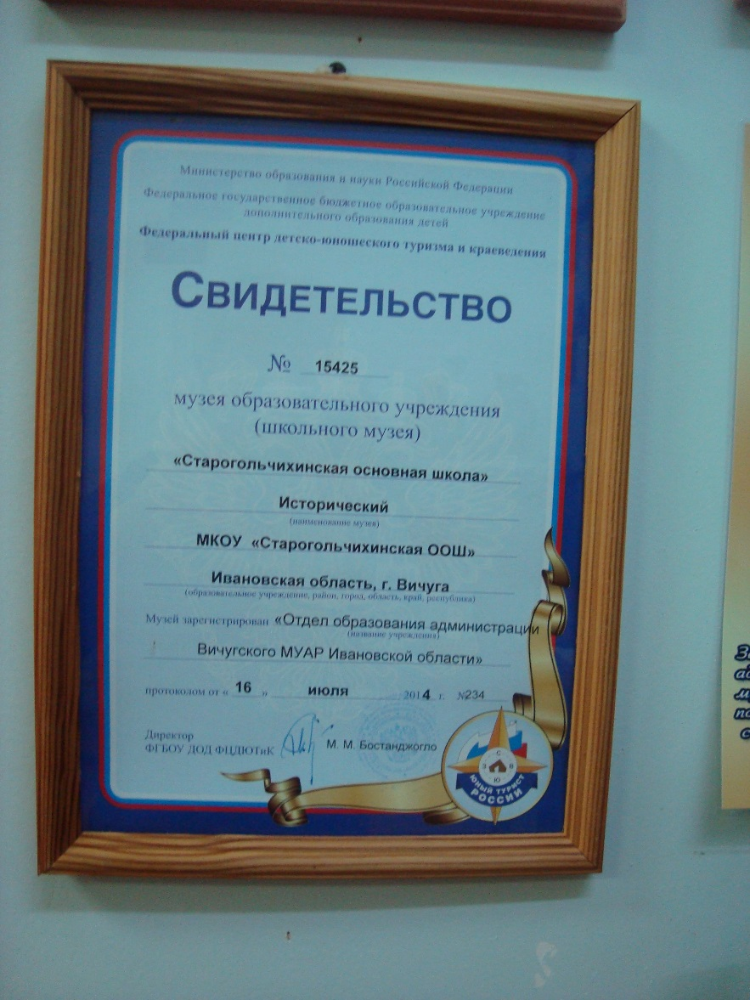 Министерство образования и науки Российской Федерации
Федеральное государственное бюджетное образовательное учреждение
дополнительного образования детей
Федеральный центр детско-юношеского туризма и краеведения
СВИДЕТЕЛЬСТВО
№ 15425
музея образовательного учреждения
(школьного музея)
«Старогольчихинская основная школа»
Исторический
(наименование музея)
МКОУ «Старогольчихинская ООШ»
Ивановская область, г. Вичуга
(образовательное учреждение, район, город, область, край, республика)
Музей зарегистрирован «Отдел образования администрации
(название учреждения)
Вичугского МУАР Ивановской области»
протоколом от « 16 » июля 2014 г. №234
Директор
ФГБОУ ДОД ФЦДЮТиК М. М. Бостанджогло
С
З В
Ю
ЮНЫЙ ТУРИСТ
РОССИИ